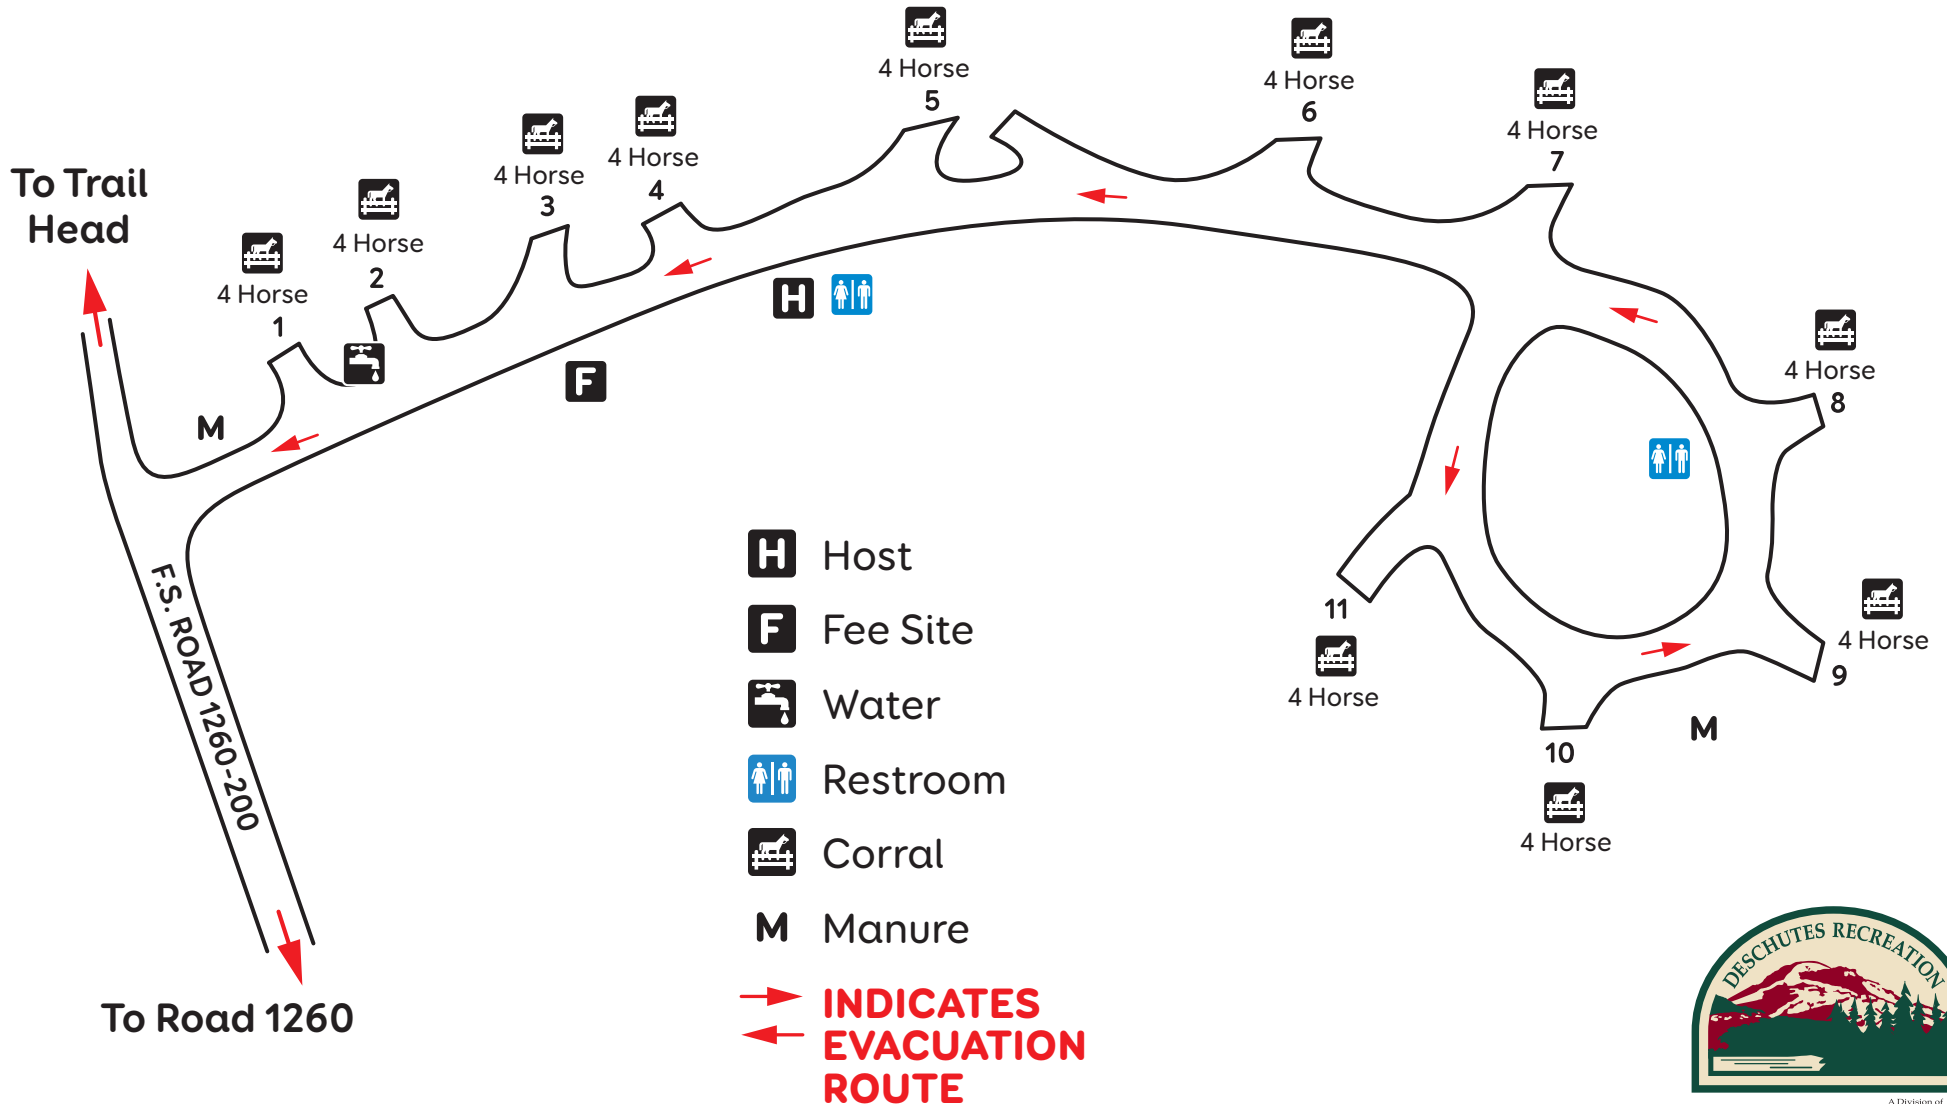 To Trail
Head
4 Horse
1
4 Horse
2
4 Horse
3
4 Horse
4
4 Horse
5
4 Horse
6
4 Horse
7
4 Horse
8
4 Horse
9
10
4 Horse
11
4 Horse
M
H
F
M
F.S. ROAD 1260-200
To Road 1260
H Host
F Fee Site
Water
Restroom
Corral
M Manure
INDICATES
EVACUATION
ROUTE
DESCHUTES RECREATION
A Division of